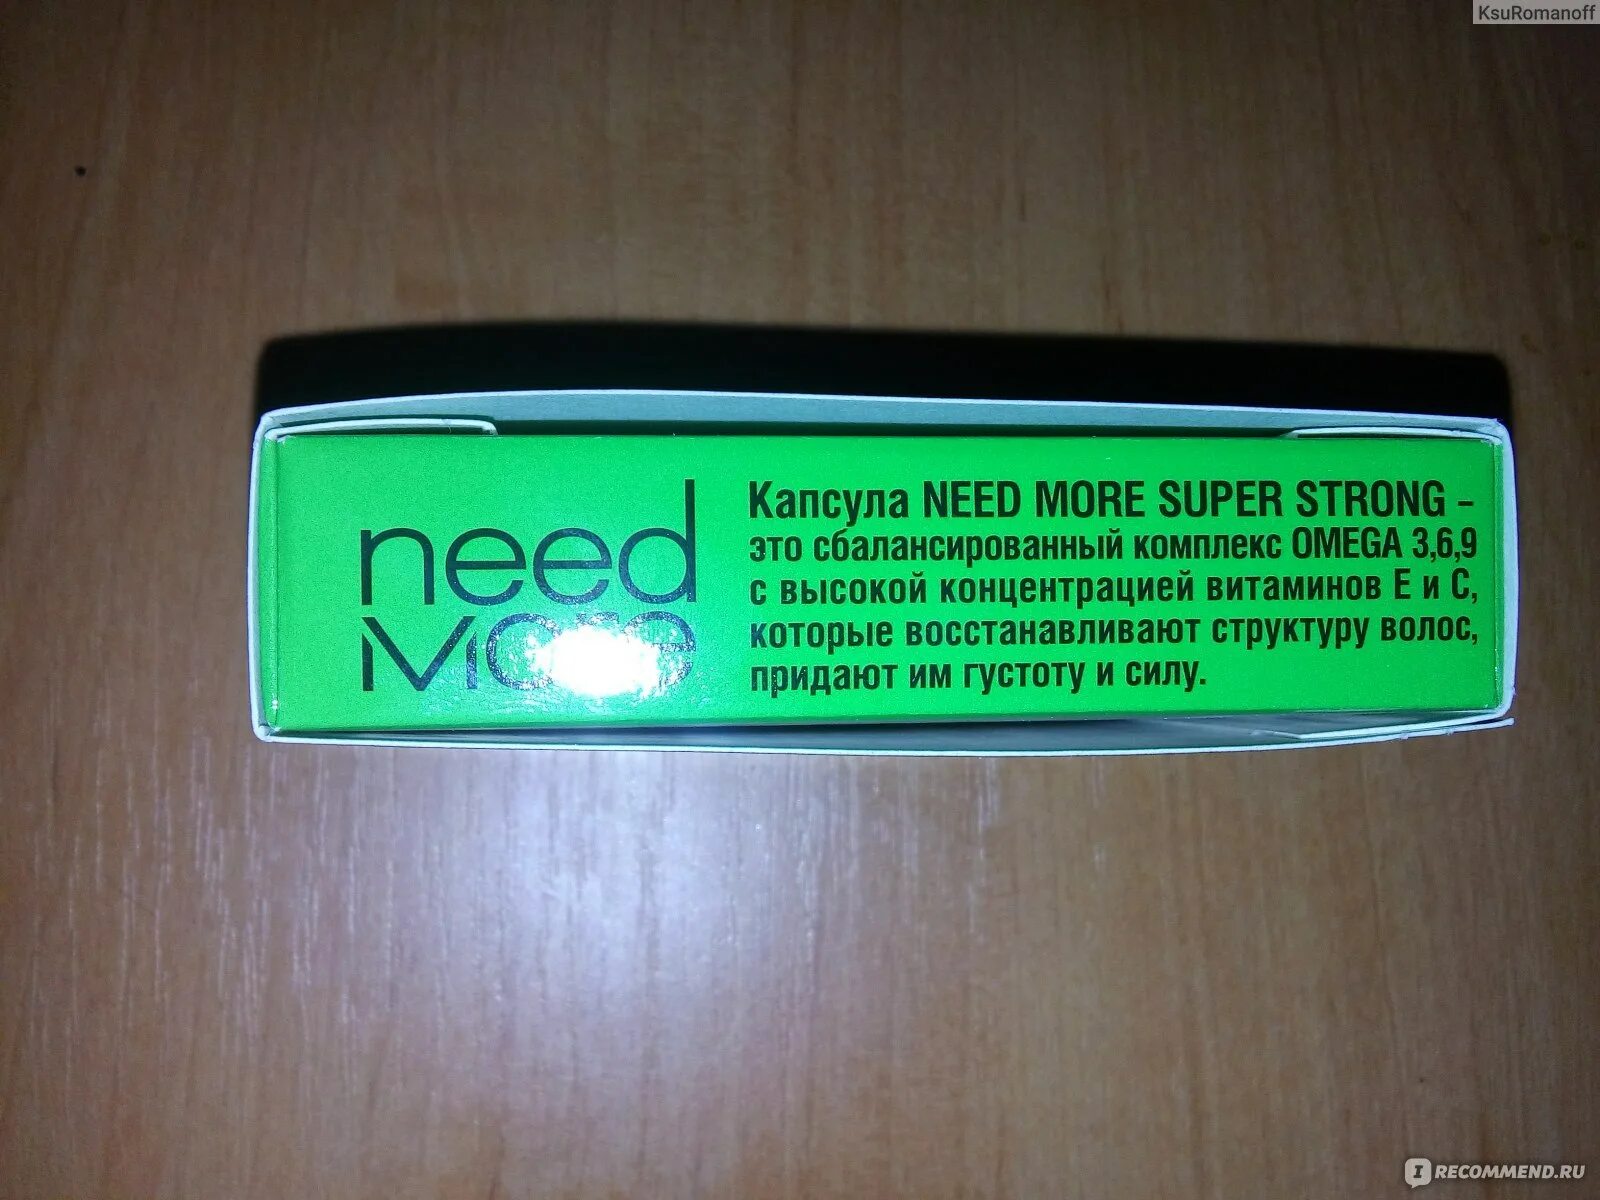 KsuRomanoff
need
More
Капсула NEED MORE SUPER STRONG –
это сбалансированный комплекс OMEGA 3,6,9
с высокой концентрацией витаминов Е и С,
которые восстанавливают структуру волос,
придают им густоту и силу.
I RECOMMEND.RU